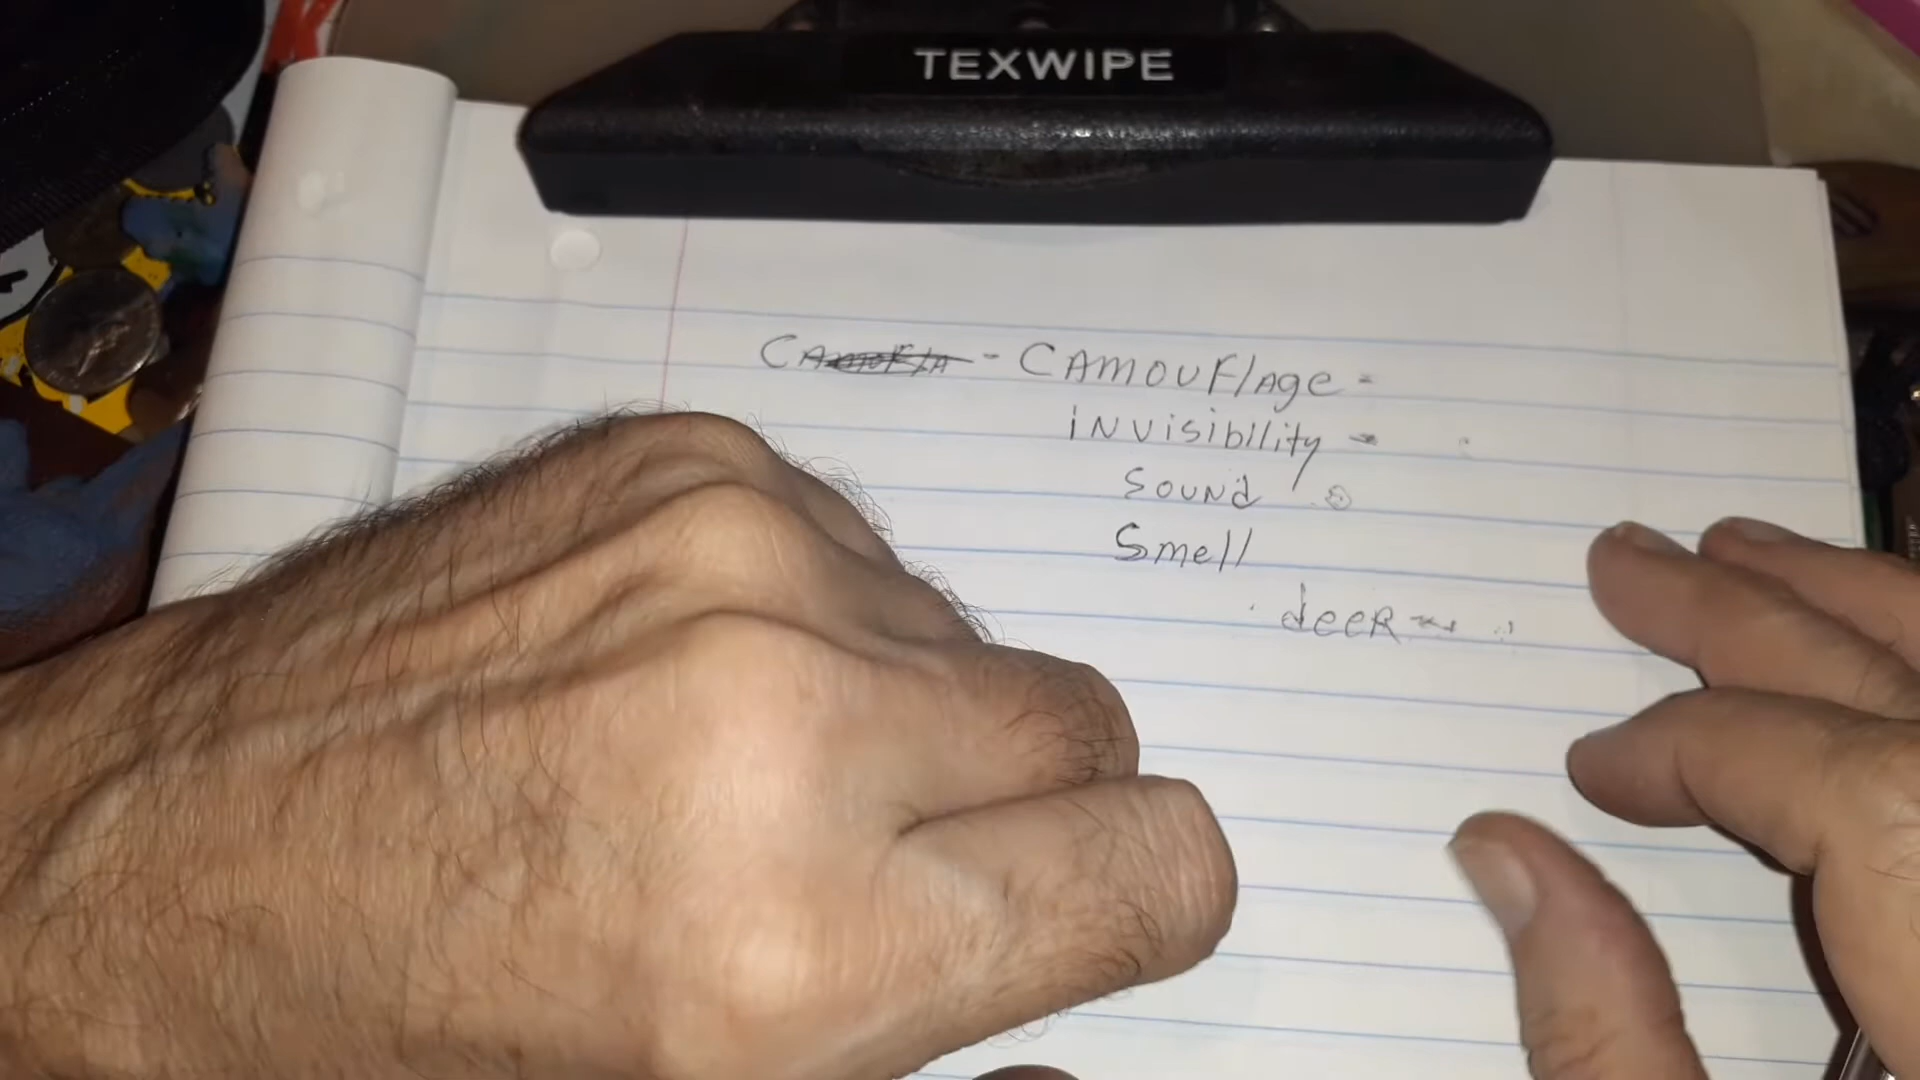 TEXWIPE
CAMOUFlAge -
iNVisibility -
SOUNd
Smell
deeR